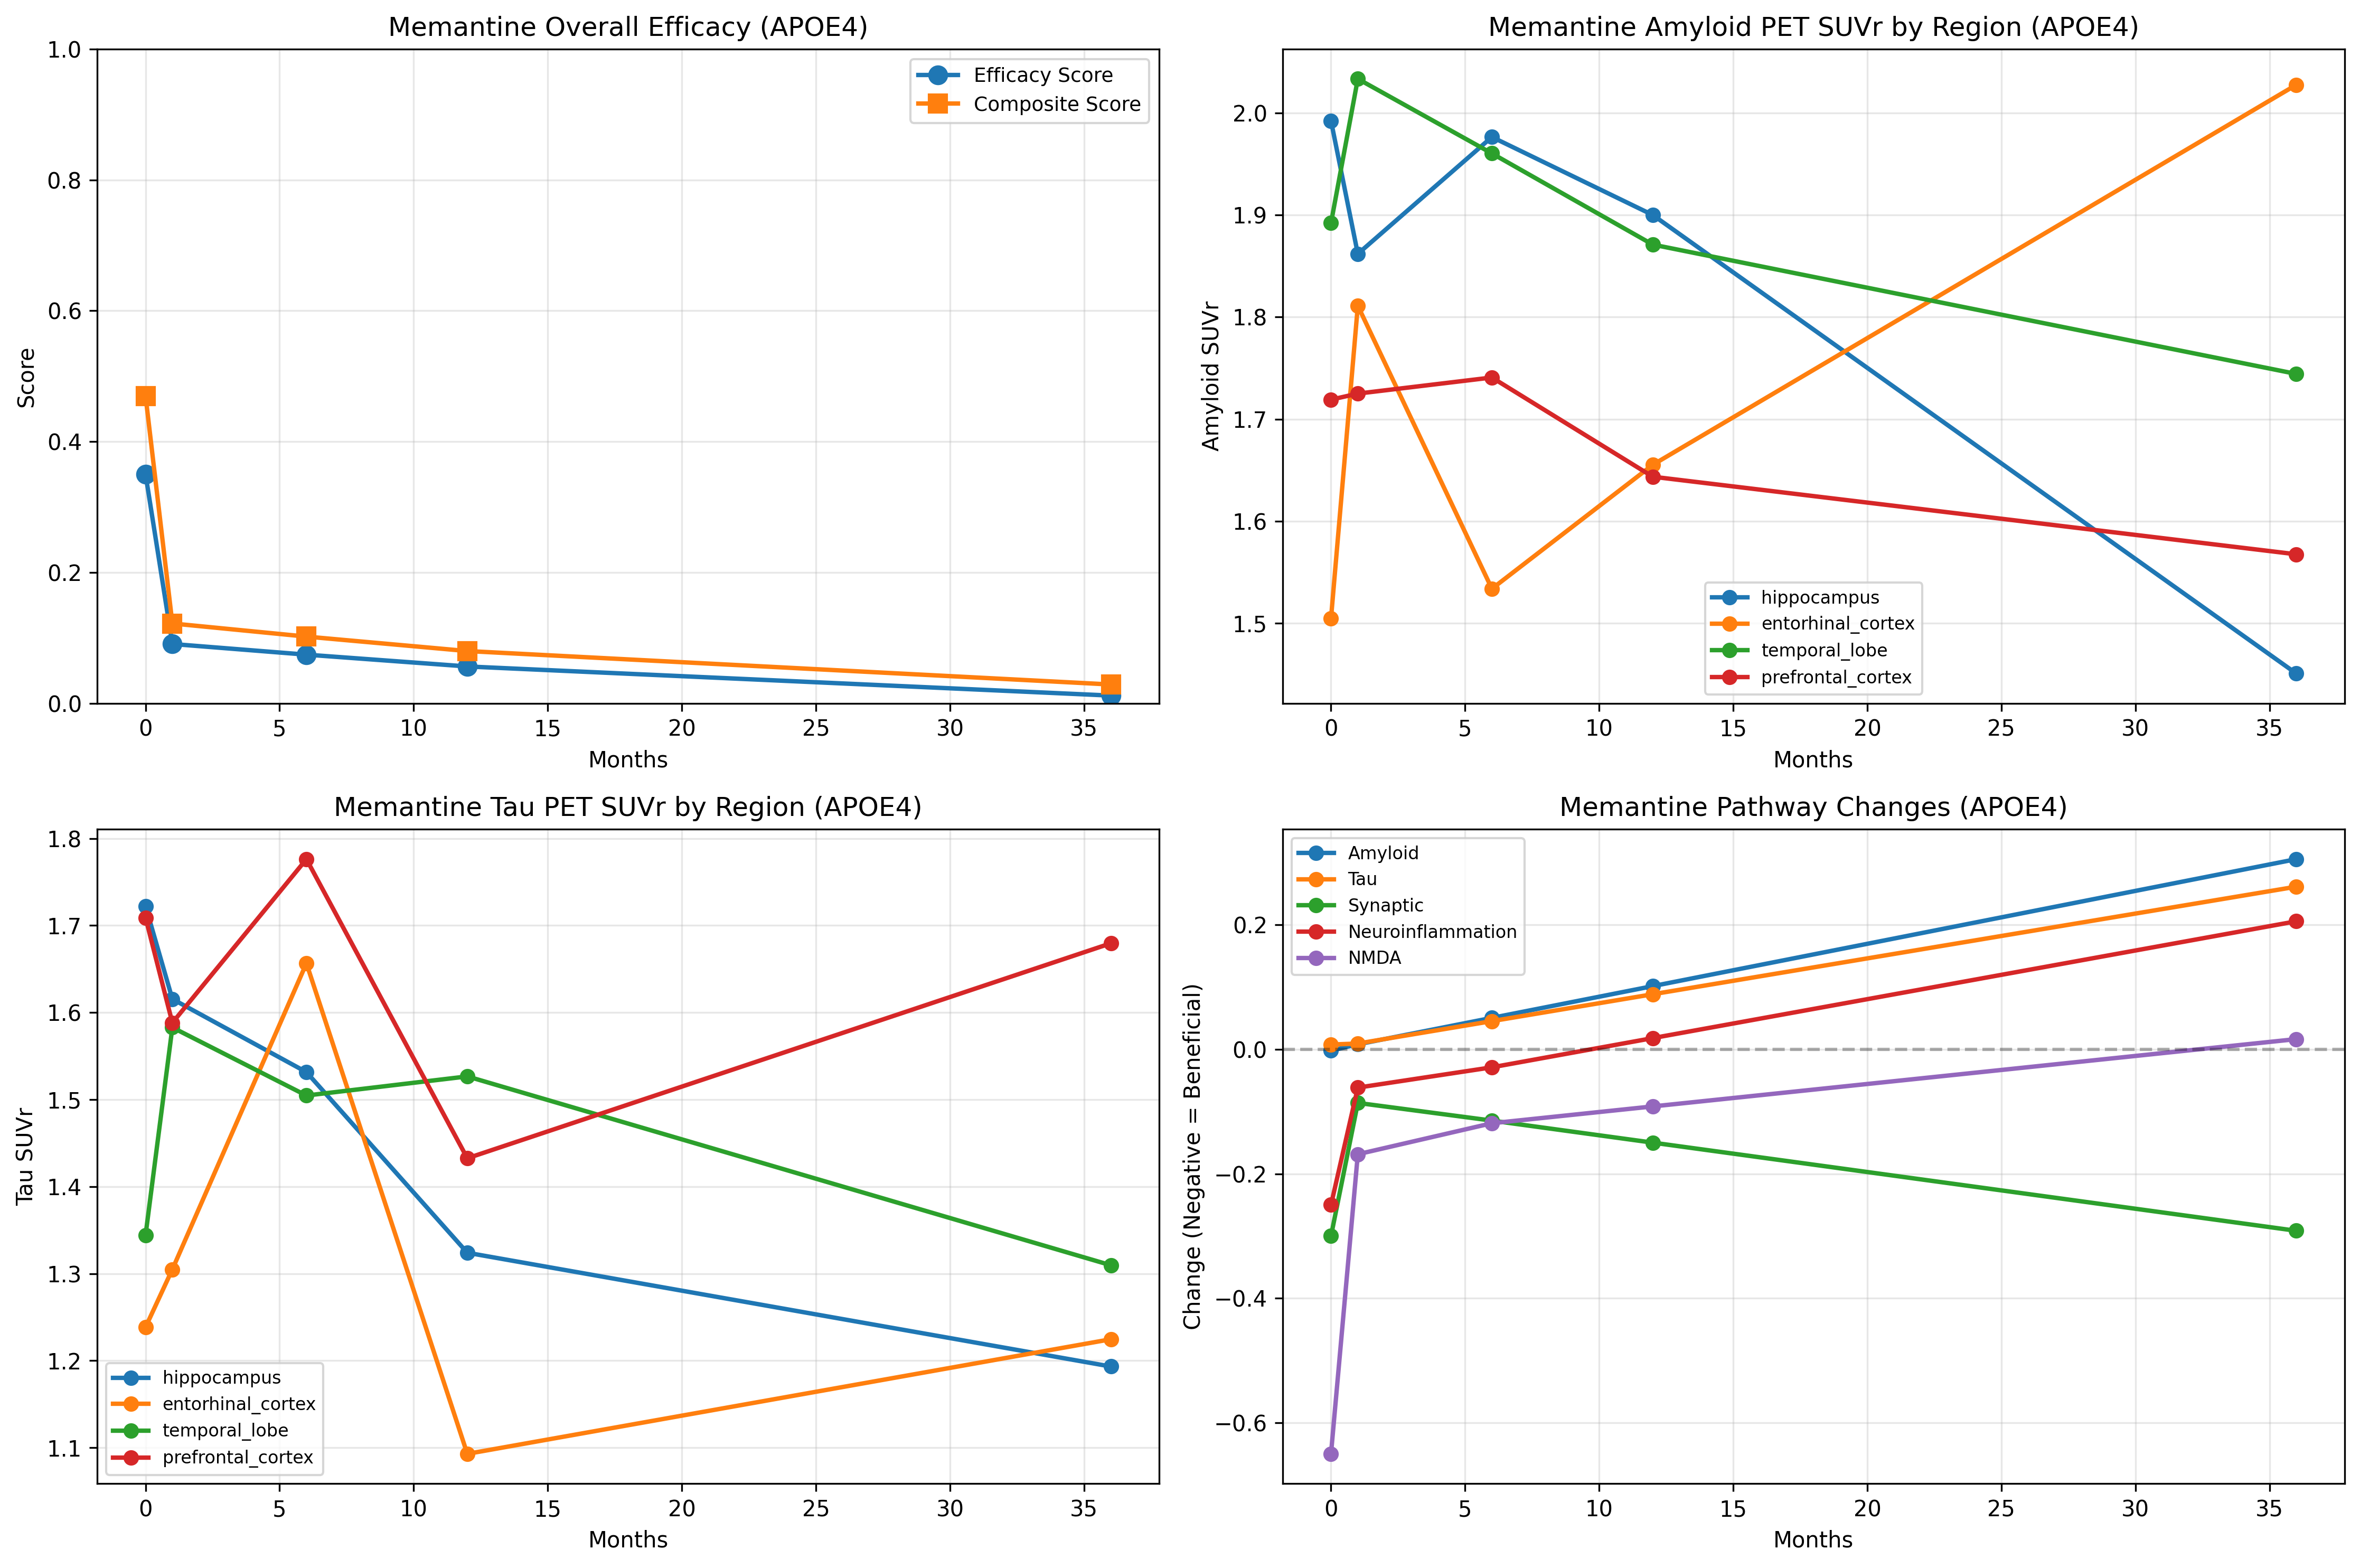 Memantine Overall Efficacy (APOE4)
Score
1.0
0.8
0.6
0.4
0.2
0.0
Efficacy Score
Composite Score
0 5 10 15 20 25 30 35
Months
Memantine Amyloid PET SUVr by Region (APOE4)
Amyloid SUVr
2.0
1.9
1.8
1.7
1.6
1.5
hippocampus
entorhinal_cortex
temporal_lobe
prefrontal_cortex
0 5 10 15 20 25 30 35
Months
Memantine Tau PET SUVr by Region (APOE4)
Tau SUVr
1.8
1.7
1.6
1.5
1.4
1.3
1.2
1.1
hippocampus
entorhinal_cortex
temporal_lobe
prefrontal_cortex
0 5 10 15 20 25 30 35
Months
Memantine Pathway Changes (APOE4)
Change (Negative = Beneficial)
0.2
0.0
−0.2
−0.4
−0.6
Amyloid
Tau
Synaptic
Neuroinflammation
NMDA
0 5 10 15 20 25 30 35
Months